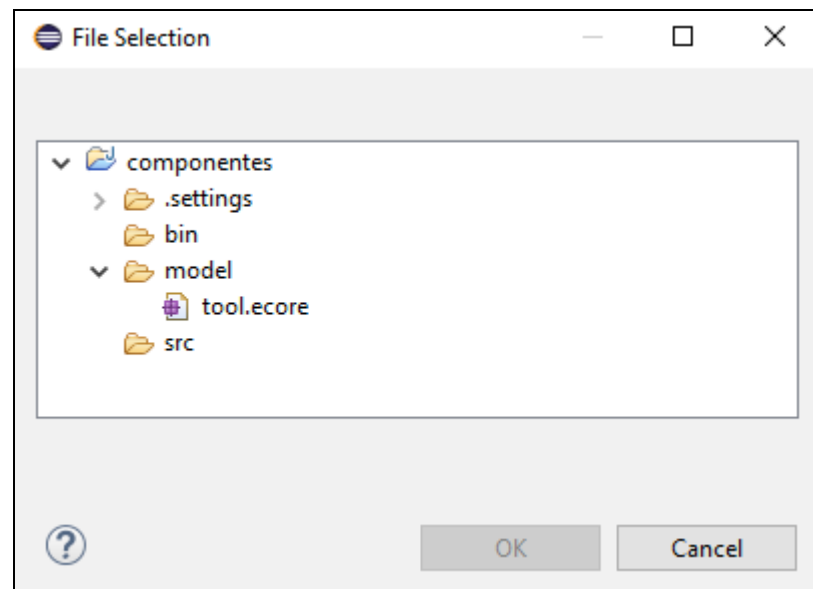 File Selection
componentes
.settings
bin
model
tool.ecore
src
?
OK
Cancel